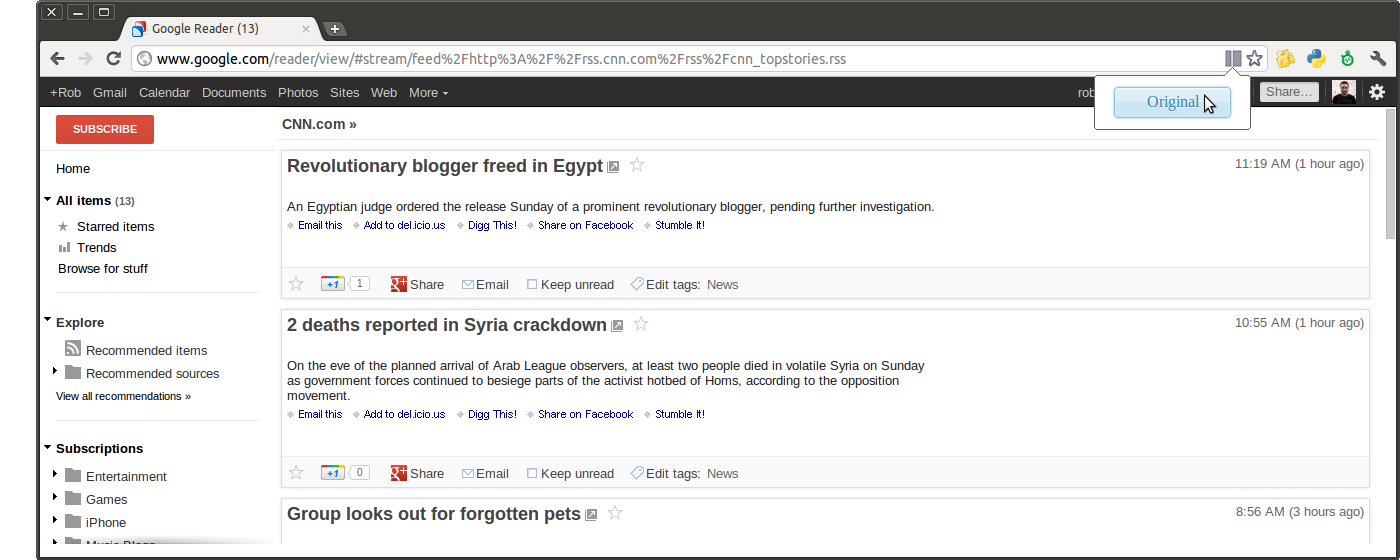 Google Reader (13)
www.google.com/reader/view/#stream/feed%2Fhttp%3A%2F%2Frss.cnn.com%2Frss%2Fcnn_topstories.rss
+Rob Gmail Calendar Documents Photos Sites Web More
rob
Share…
Original
SUBSCRIBE
Home
All items (13)
Starred items
Trends
Browse for stuff
Explore
Recommended items
Recommended sources
View all recommendations »
Subscriptions
Entertainment
Games
iPhone
Music Blogs
CNN.com »
Revolutionary blogger freed in Egypt
11:19 AM (1 hour ago)
An Egyptian judge ordered the release Sunday of a prominent revolutionary blogger, pending further investigation.
Email this Add to del.icio.us Digg This! Share on Facebook Stumble It!
+1 1 g+ Share Email Keep unread Edit tags: News
2 deaths reported in Syria crackdown
10:55 AM (1 hour ago)
On the eve of the planned arrival of Arab League observers, at least two people died in volatile Syria on Sunday
as government forces continued to besiege parts of the activist hotbed of Homs, according to the opposition
movement.
Email this Add to del.icio.us Digg This! Share on Facebook Stumble It!
+1 0 g+ Share Email Keep unread Edit tags: News
Group looks out for forgotten pets
8:56 AM (3 hours ago)